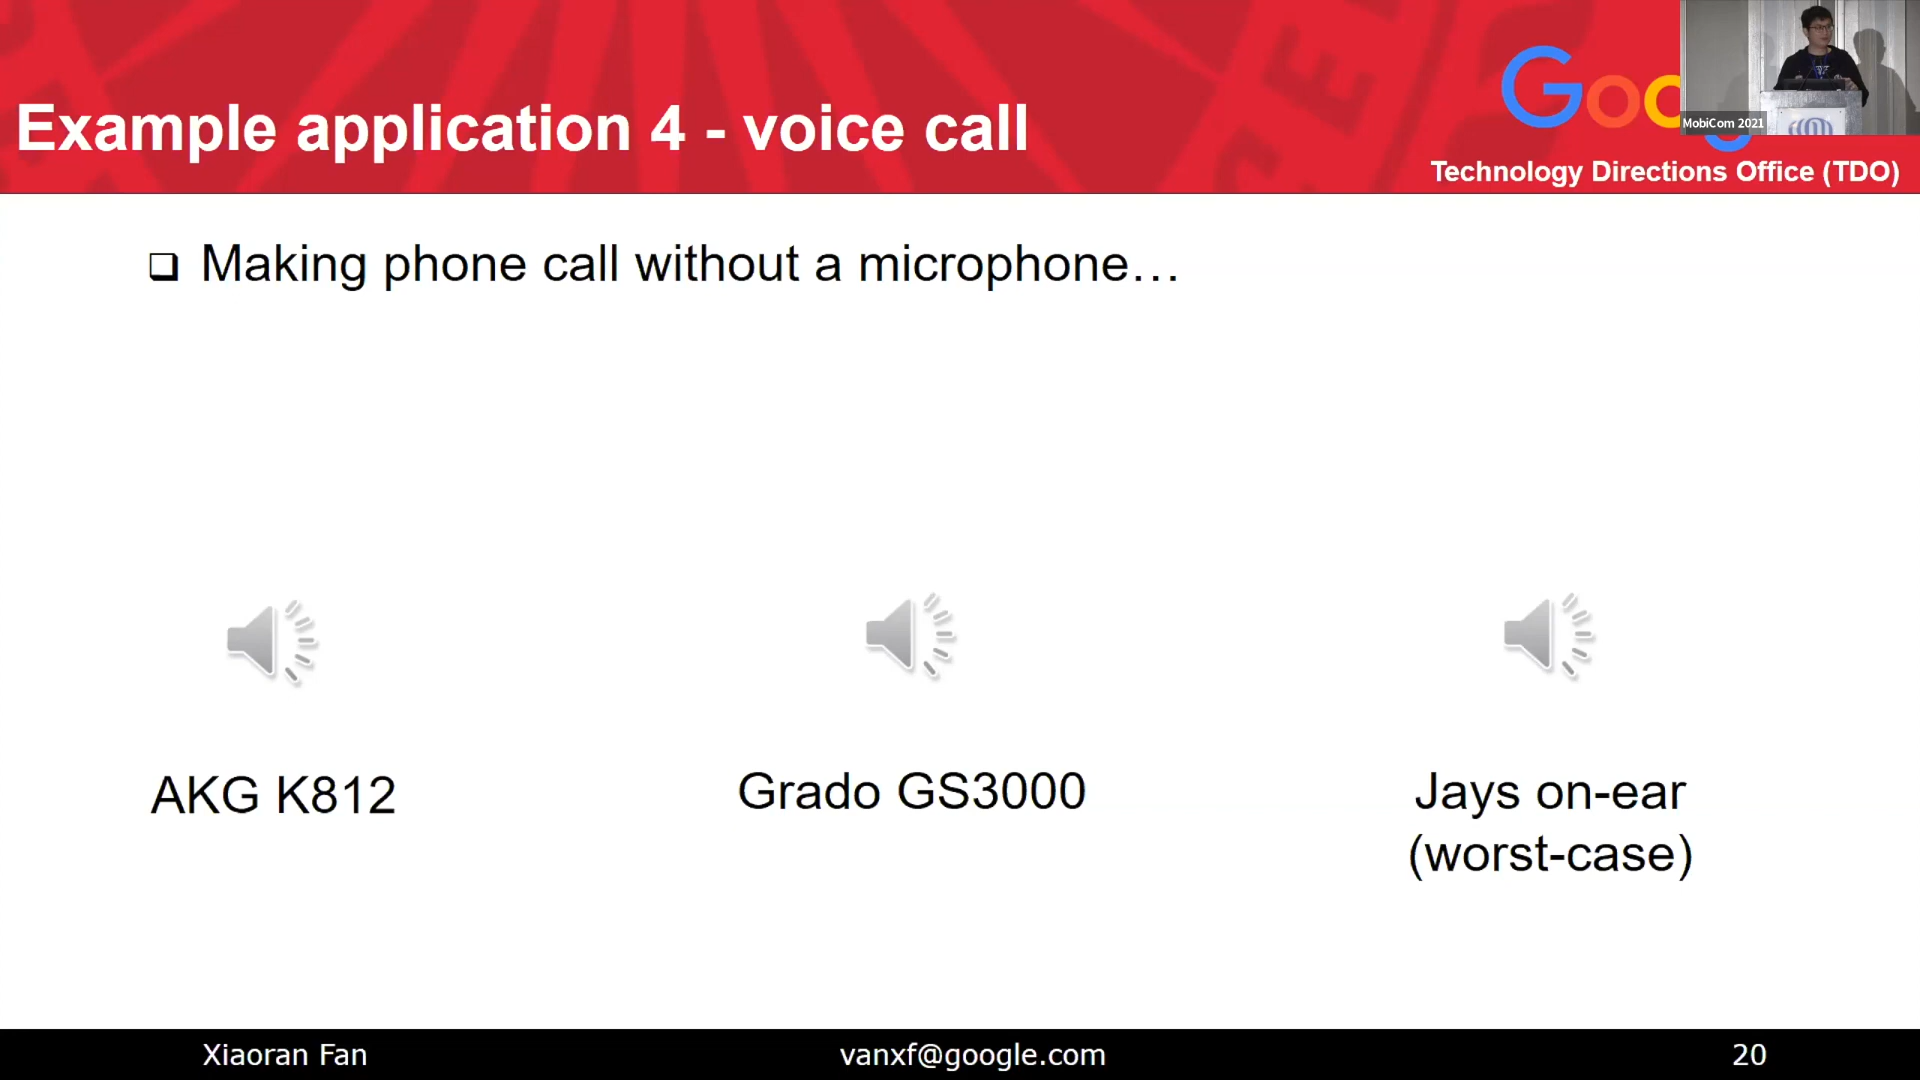 Example application 4 - voice call
Goo
MobiCom 2021
Technology Directions Office (TDO)
❑ Making phone call without a microphone…
AKG K812
Grado GS3000
Jays on-ear
(worst-case)
Xiaoran Fan
vanxf@google.com
20